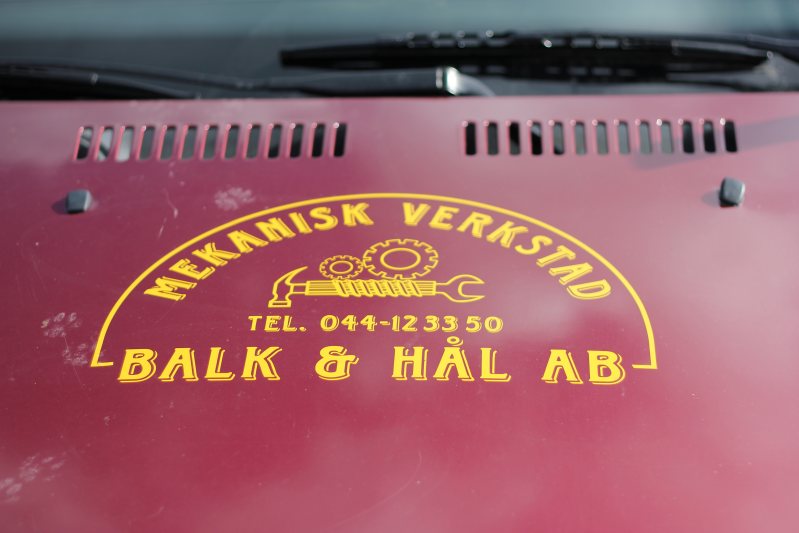 MEKANISK VERKSTAD
TEL. 044-12 33 50
BALK & HÅL AB